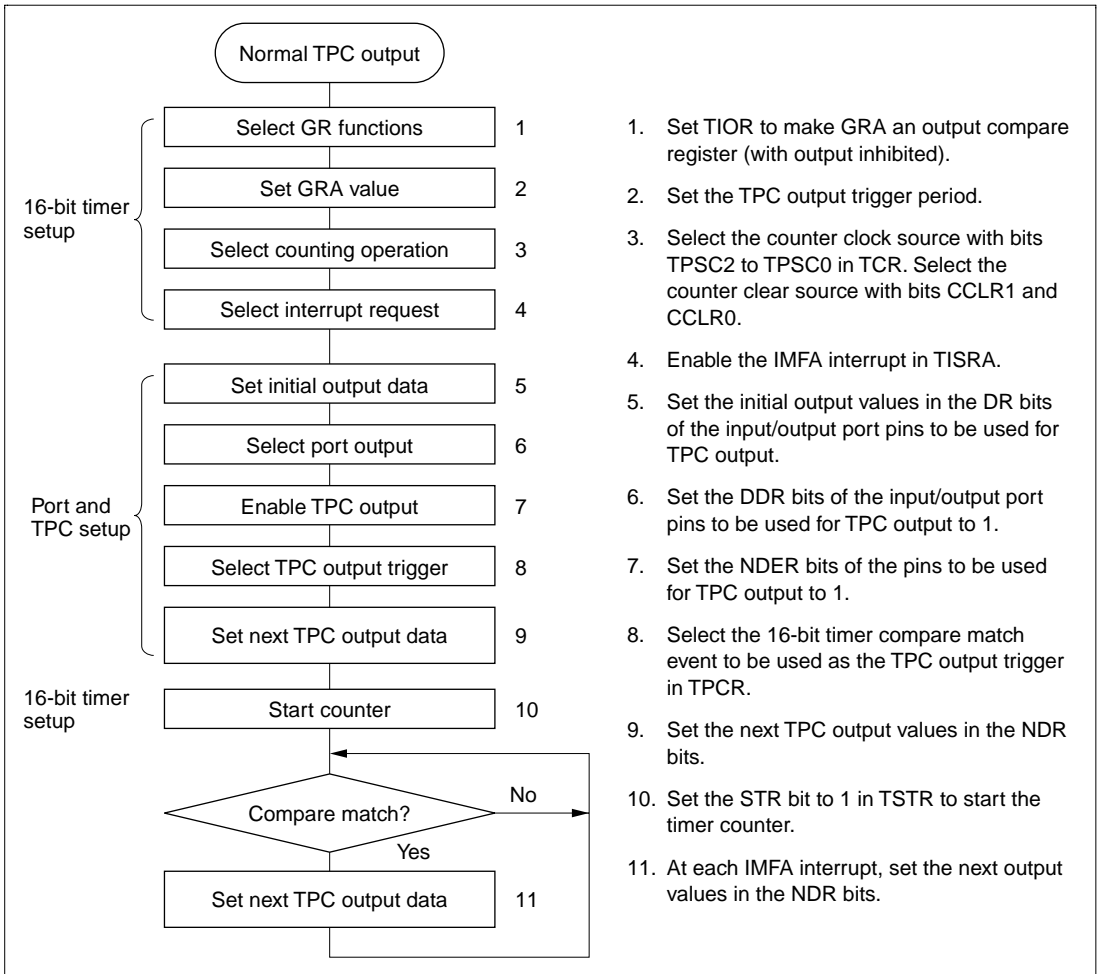 Normal TPC output
16-bit timer
setup
Select GR functions
1
Set GRA value
2
Select counting operation
3
Select interrupt request
4
Port and
TPC setup
Set initial output data
5
Select port output
6
Enable TPC output
7
Select TPC output trigger
8
Set next TPC output data
9
16-bit timer
setup
Start counter
10
Compare match?
No
Yes
Set next TPC output data
11
1. Set TIOR to make GRA an output compare
register (with output inhibited).
2. Set the TPC output trigger period.
3. Select the counter clock source with bits
TPSC2 to TPSC0 in TCR. Select the
counter clear source with bits CCLR1 and
CCLR0.
4. Enable the IMFA interrupt in TISRA.
5. Set the initial output values in the DR bits
of the input/output port pins to be used for
TPC output.
6. Set the DDR bits of the input/output port
pins to be used for TPC output to 1.
7. Set the NDER bits of the pins to be used
for TPC output to 1.
8. Select the 16-bit timer compare match
event to be used as the TPC output trigger
in TPCR.
9. Set the next TPC output values in the NDR
bits.
10. Set the STR bit to 1 in TSTR to start the
timer counter.
11. At each IMFA interrupt, set the next output
values in the NDR bits.